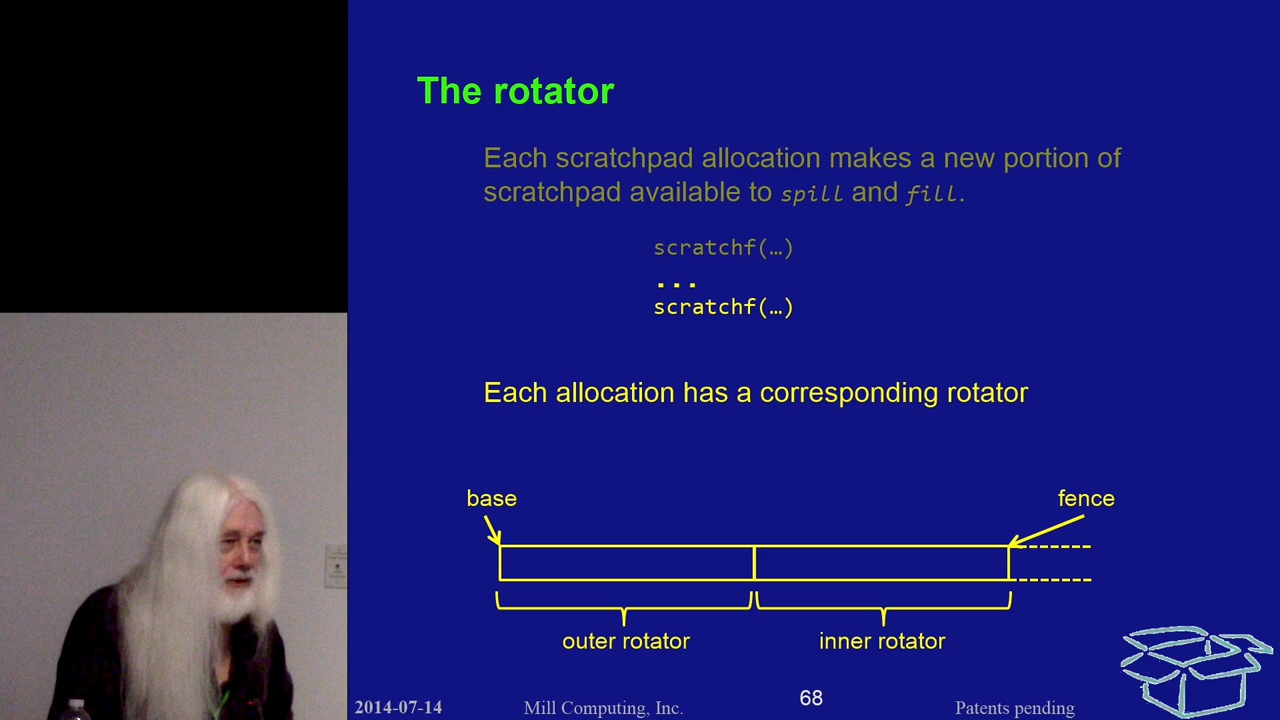 The rotator
Each scratchpad allocation makes a new portion of
scratchpad available to spill and fill.
scratchf(…)
...
scratchf(…)
Each allocation has a corresponding rotator
base
fence
outer rotator
inner rotator
2014-07-14
Mill Computing, Inc.
68
Patents pending